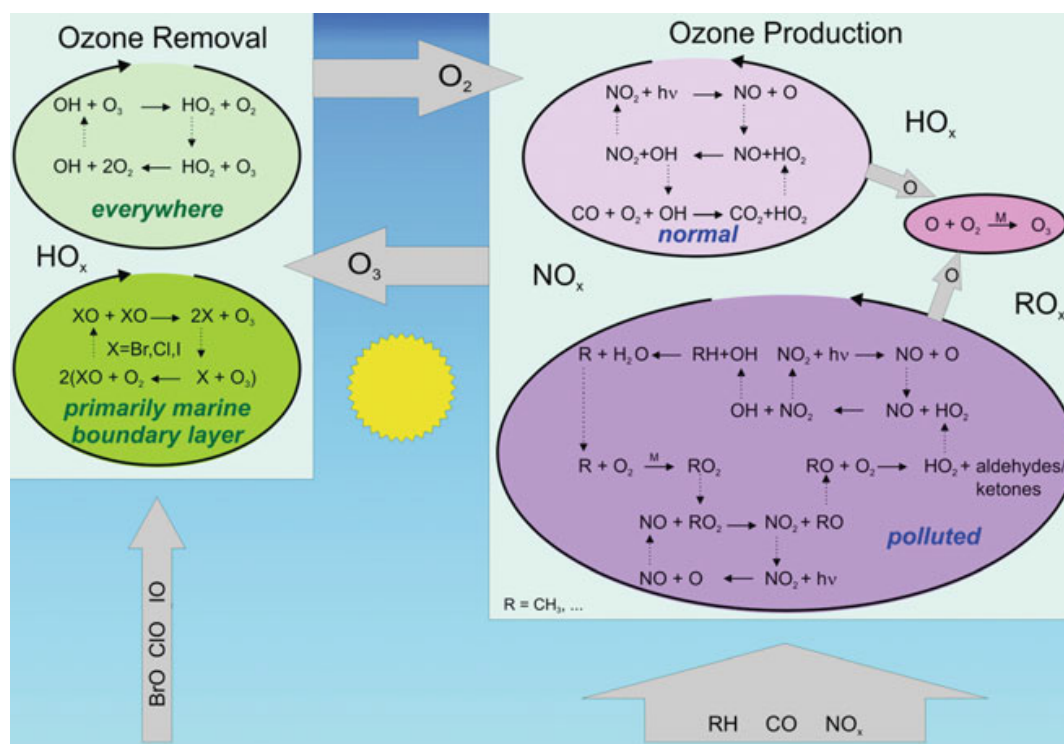 Ozone Removal
OH + O₃ → HO₂ + O₂
OH + 2O₂ ← HO₂ + O₃
everywhere
HOₓ
XO + XO → 2X + O₃
X=Br,Cl,I
2(XO + O₂ ← X + O₃)
primarily marine
boundary layer
O₂
O₃
BrO ClO IO
Ozone Production
NO₂ + hν → NO + O
NO₂+OH ← NO+HO₂
CO + O₂ + OH → CO₂+HO₂
normal
HOₓ
O
O + O₂ M→ O₃
O
NOₓ
ROₓ
R + H₂O ← RH+OH NO₂ + hν → NO + O
OH + NO₂ ← NO + HO₂
R + O₂ M→ RO₂ RO + O₂ → HO₂ + aldehydes/
ketones
NO + RO₂ → NO₂ + RO
polluted
NO + O ← NO₂ + hν
R = CH₃, ...
RH CO NOₓ